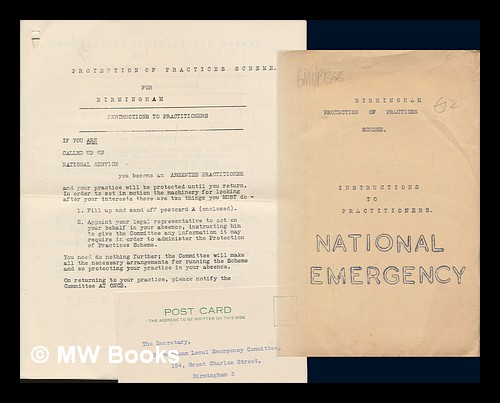 PROTECTION OF PRACTICES SCHEME.
FOR
BIRMINGHAM
INSTRUCTIONS TO PRACTITIONERS
IF YOU ARE
CALLED UP ON
NATIONAL SERVICE -
you become an ABSENTEE PRACTITIONER
and your practice will be protected until you return.
In order to set in motion the machinery for looking
after your interests there are two things you MUST do -
1. Fill up and send off postcard A (enclosed).
2. Appoint your legal representative to act on
your behalf in your absence, instructing him
to give the Committee any information it may
require in order to administer the Protection
of Practices Scheme.
You need do nothing further; the Committee will make
all the necessary arrangements for running the Scheme
and so protecting your practice in your absence.
On returning to your practice, please notify the
Committee AT ONCE.
POST CARD
THE ADDRESS TO BE WRITTEN ON THIS SIDE
The Secretary,
Local Emergency Committee,
154, Great Charles Street,
Birmingham 3
BIRMINGHAM
PROTECTION OF PRACTICES
SCHEME.
INSTRUCTIONS
TO
PRACTITIONERS.
NATIONAL
EMERGENCY
© MW Books